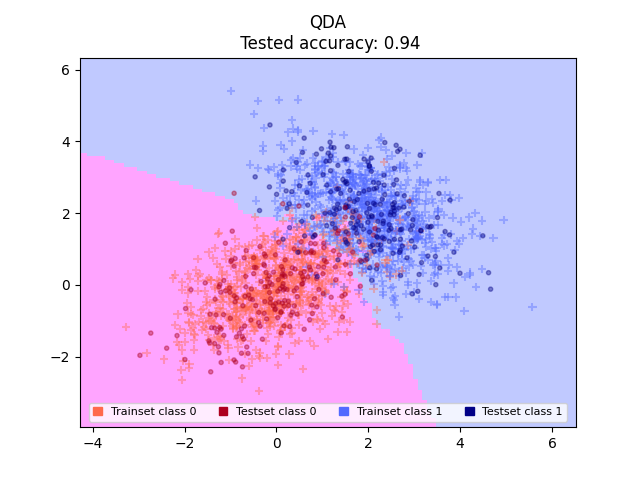 QDA
Tested accuracy: 0.94
6
4
2
0
−2
−4
−2
0
2
4
6
Trainset class 0
Testset class 0
Trainset class 1
Testset class 1